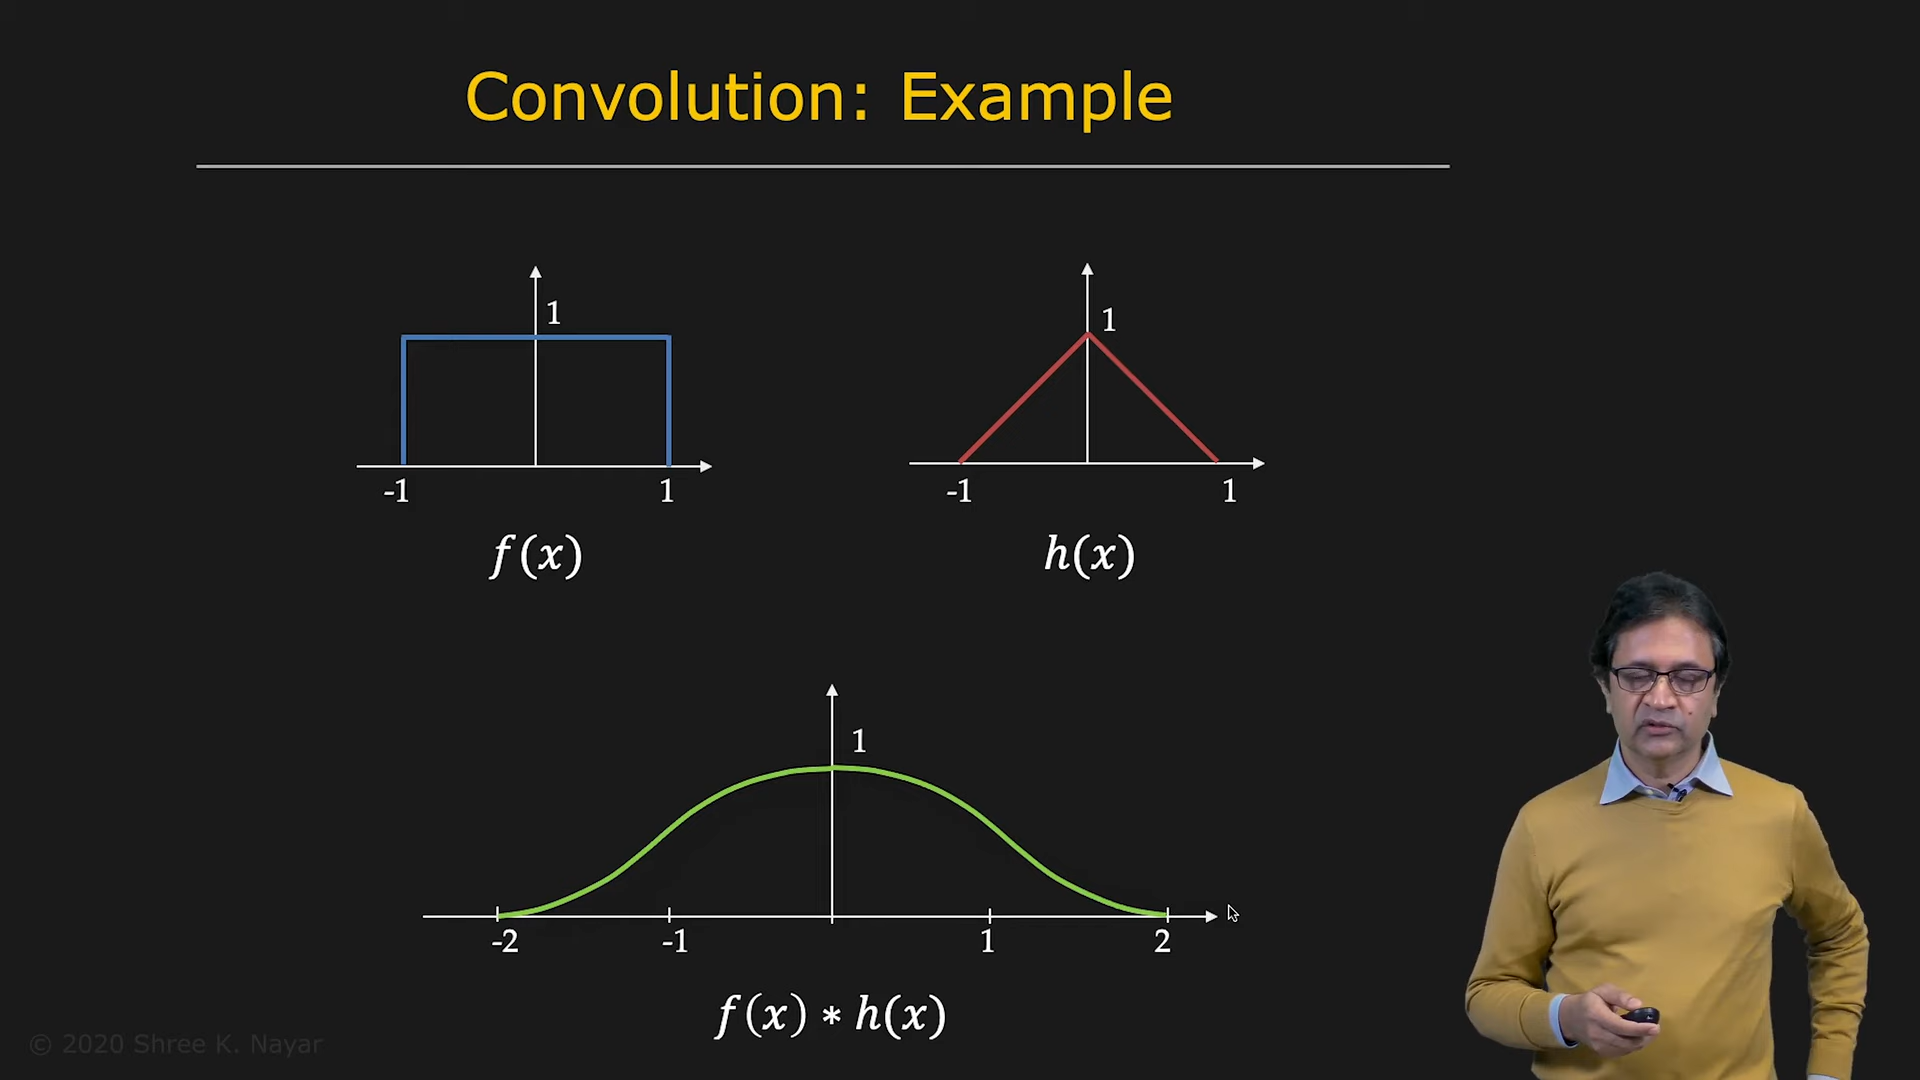 Convolution: Example
1
1
-1 1
-1 1
f(x)
h(x)
1
-2 -1 1 2
f(x) ∗ h(x)
© 2020 Shree K. Nayar